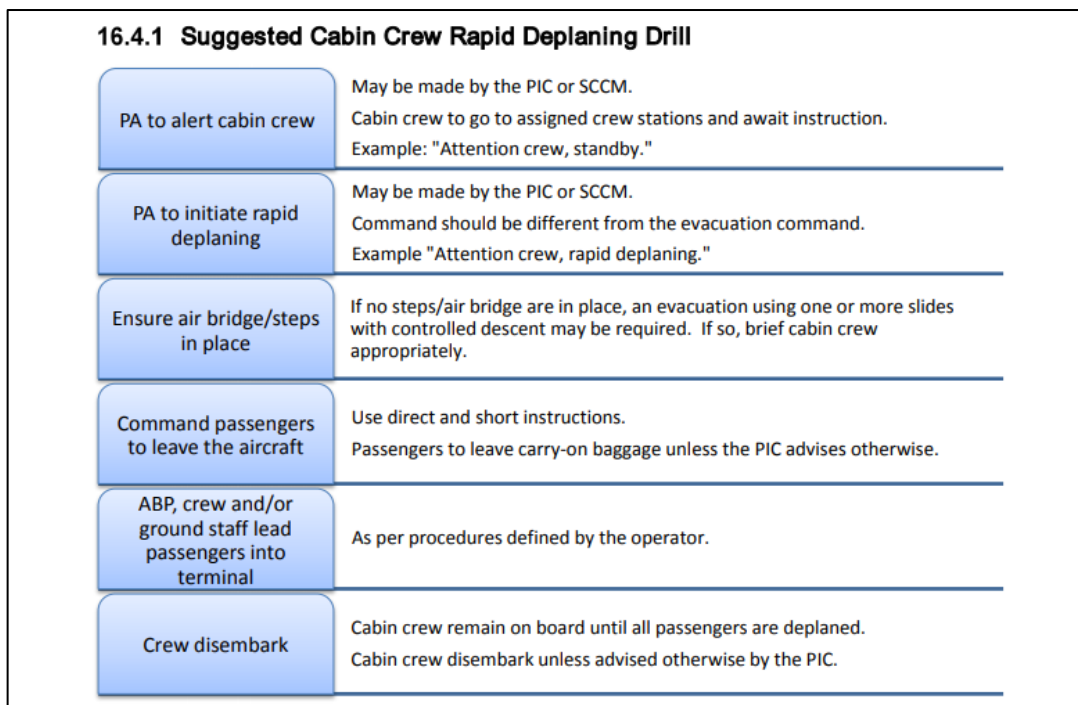 16.4.1 Suggested Cabin Crew Rapid Deplaning Drill
PA to alert cabin crew
May be made by the PIC or SCCM.
Cabin crew to go to assigned crew stations and await instruction.
Example: "Attention crew, standby."
PA to initiate rapid
deplaning
May be made by the PIC or SCCM.
Command should be different from the evacuation command.
Example "Attention crew, rapid deplaning."
Ensure air bridge/steps
in place
If no steps/air bridge are in place, an evacuation using one or more slides
with controlled descent may be required. If so, brief cabin crew
appropriately.
Command passengers
to leave the aircraft
Use direct and short instructions.
Passengers to leave carry-on baggage unless the PIC advises otherwise.
ABP, crew and/or
ground staff lead
passengers into
terminal
As per procedures defined by the operator.
Crew disembark
Cabin crew remain on board until all passengers are deplaned.
Cabin crew disembark unless advised otherwise by the PIC.